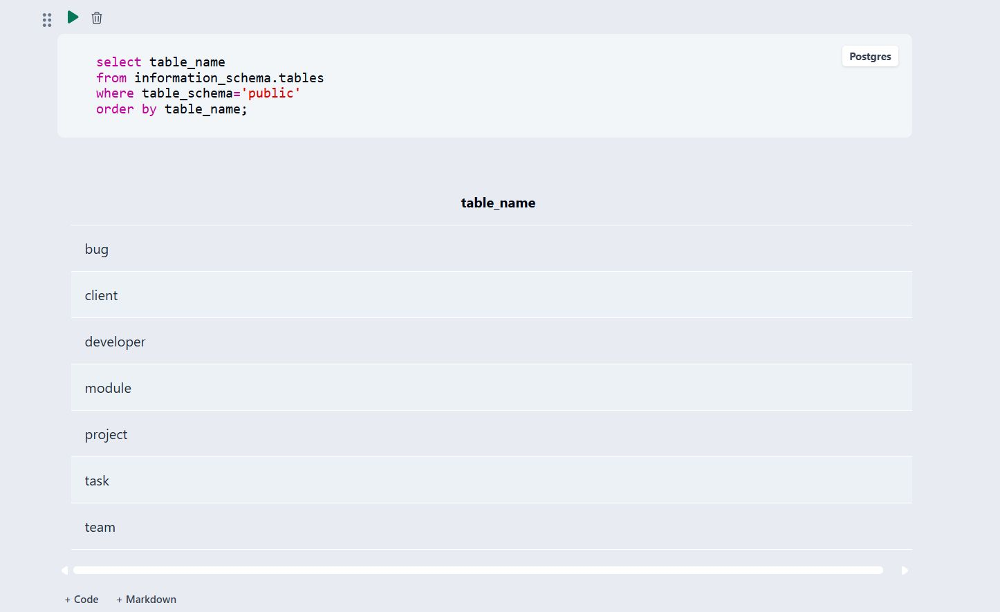 select table_name
from information_schema.tables
where table_schema='public'
order by table_name;
Postgres
table_name
bug
client
developer
module
project
task
team
+ Code
+ Markdown